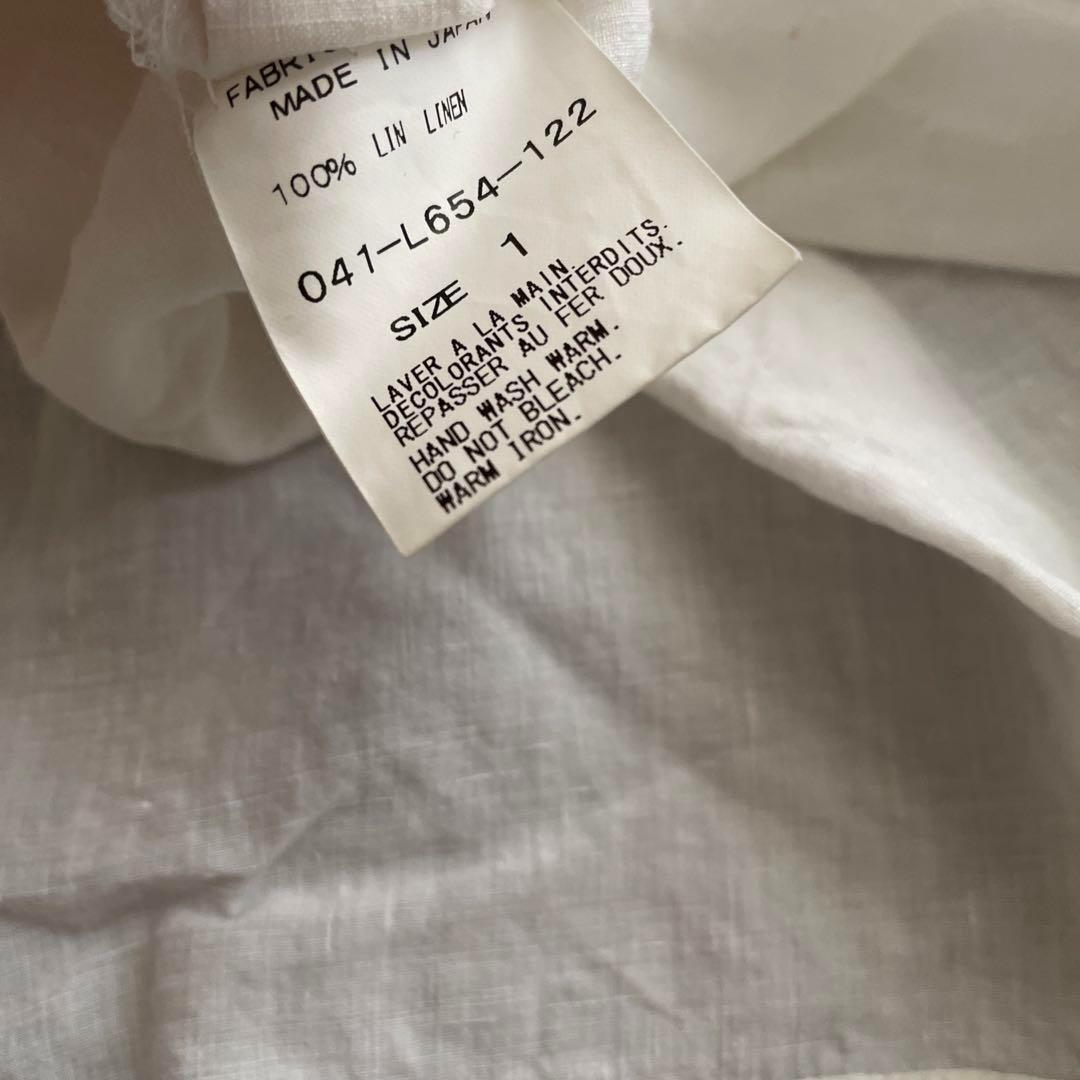 MADE IN JAPAN
100% LIN LINEN
041-L654-122
SIZE 1
LAVER A LA MAIN.
DECOLORANTS INTERDITS.
REPASSER AU FER DOUX.
HAND WASH WARM.
DO NOT BLEACH.
WARM IRON.